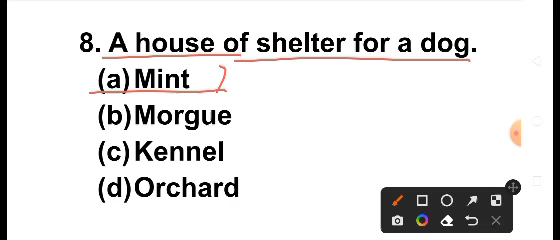 8. A house of shelter for a dog.
(a) Mint
(b) Morgue
(c) Kennel
(d) Orchard